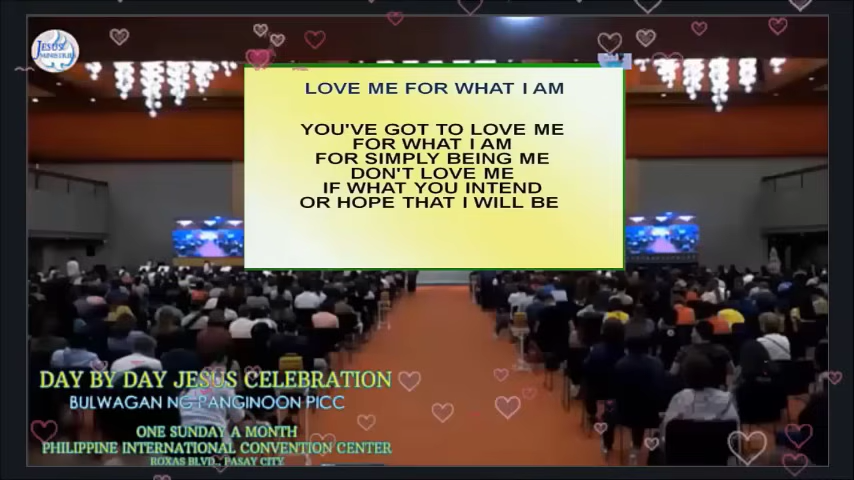 JESUS
MINISTRIES
LOVE ME FOR WHAT I AM
YOU'VE GOT TO LOVE ME
FOR WHAT I AM
FOR SIMPLY BEING ME
DON'T LOVE ME
IF WHAT YOU INTEND
OR HOPE THAT I WILL BE
DAY BY DAY JESUS CELEBRATION
BULWAGAN NG PANGINOON PICC
ONE SUNDAY A MONTH
PHILIPPINE INTERNATIONAL CONVENTION CENTER
ROXAS BLVD., PASAY CITY